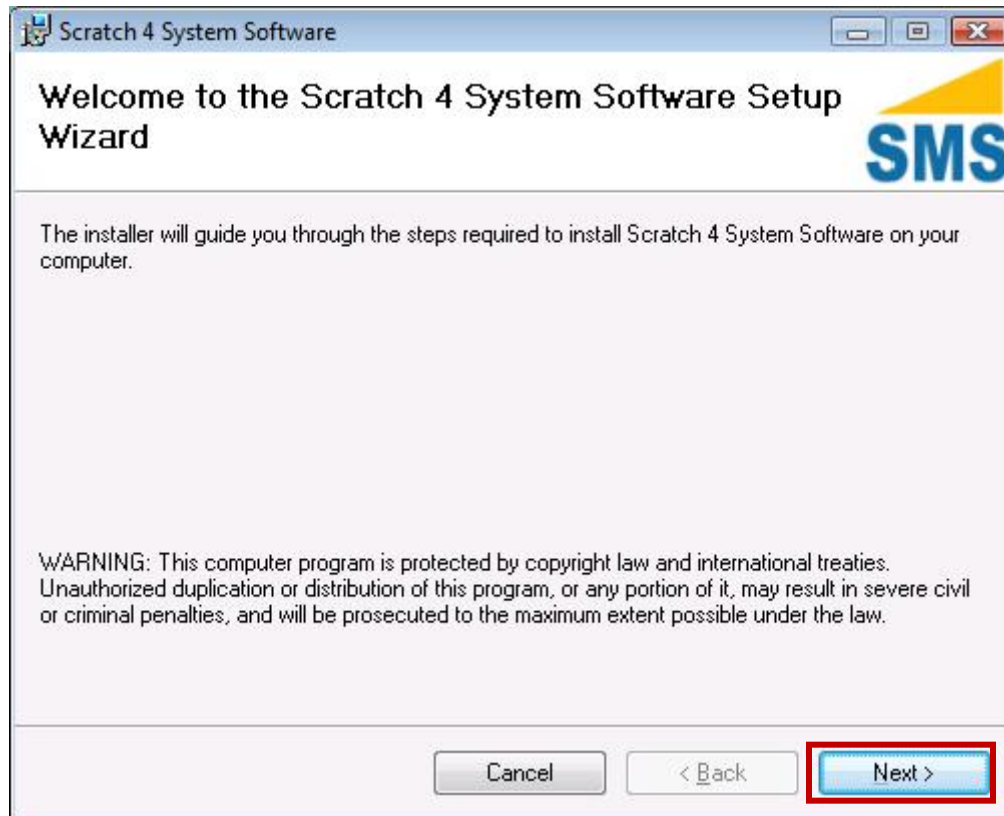 Scratch 4 System Software
Welcome to the Scratch 4 System Software Setup
Wizard
SMS
The installer will guide you through the steps required to install Scratch 4 System Software on your
computer.
WARNING: This computer program is protected by copyright law and international treaties.
Unauthorized duplication or distribution of this program, or any portion of it, may result in severe civil
or criminal penalties, and will be prosecuted to the maximum extent possible under the law.
Cancel
< Back
Next >